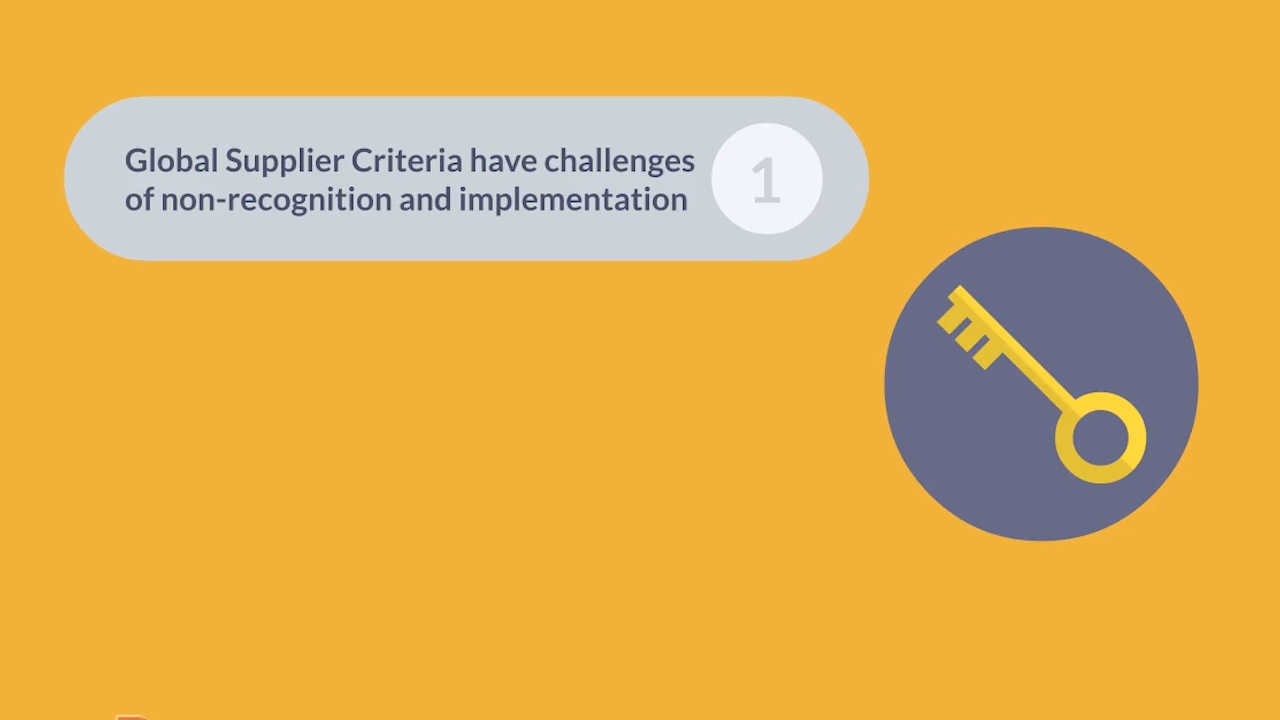 Global Supplier Criteria have challenges
of non-recognition and implementation
1